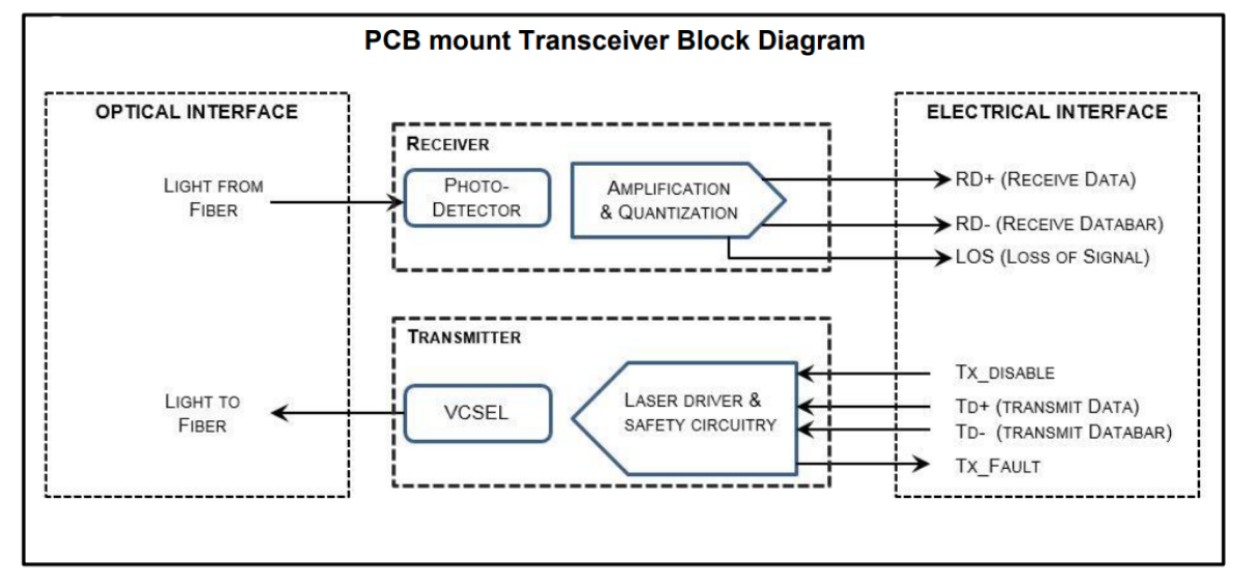 PCB mount Transceiver Block Diagram
OPTICAL INTERFACE
LIGHT FROM
FIBER
LIGHT TO
FIBER
RECEIVER
PHOTO-
DETECTOR
AMPLIFICATION
& QUANTIZATION
TRANSMITTER
VCSEL
LASER DRIVER &
SAFETY CIRCUITRY
ELECTRICAL INTERFACE
RD+ (RECEIVE DATA)
RD- (RECEIVE DATABAR)
LOS (LOSS OF SIGNAL)
TX_DISABLE
TD+ (TRANSMIT DATA)
TD- (TRANSMIT DATABAR)
TX_FAULT